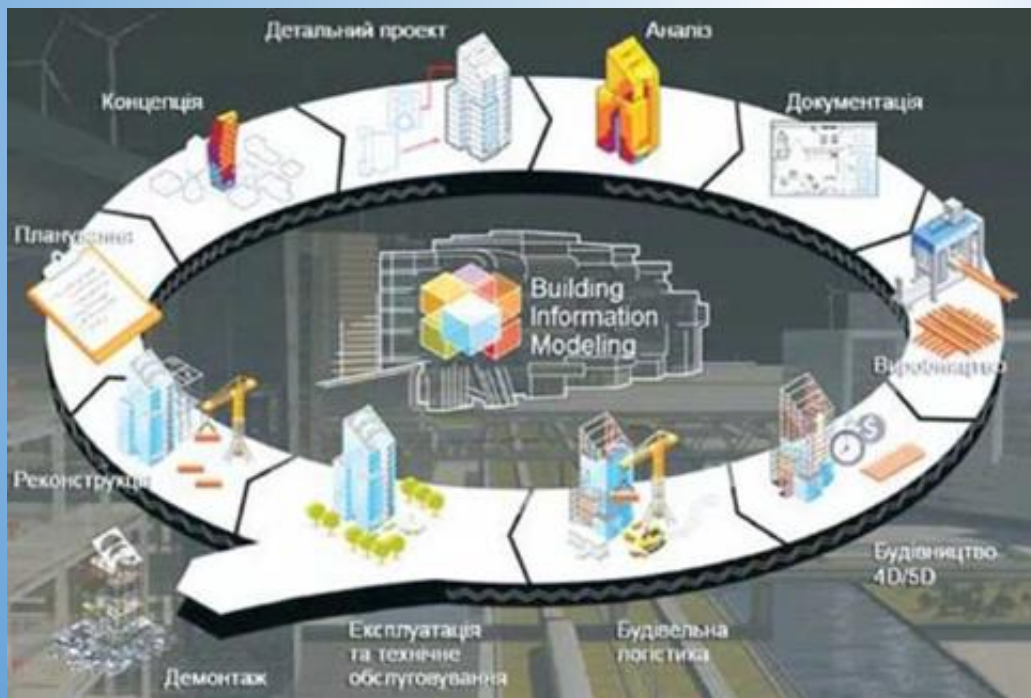 Детальний проект
Аналіз
Концепція
Документація
Планування
Building
Information
Modeling
Виробництво
Реконструкція
Будівництво
4D/5D
Експлуатація
та технічне
обслуговування
Будівельна
логістика
Демонтаж